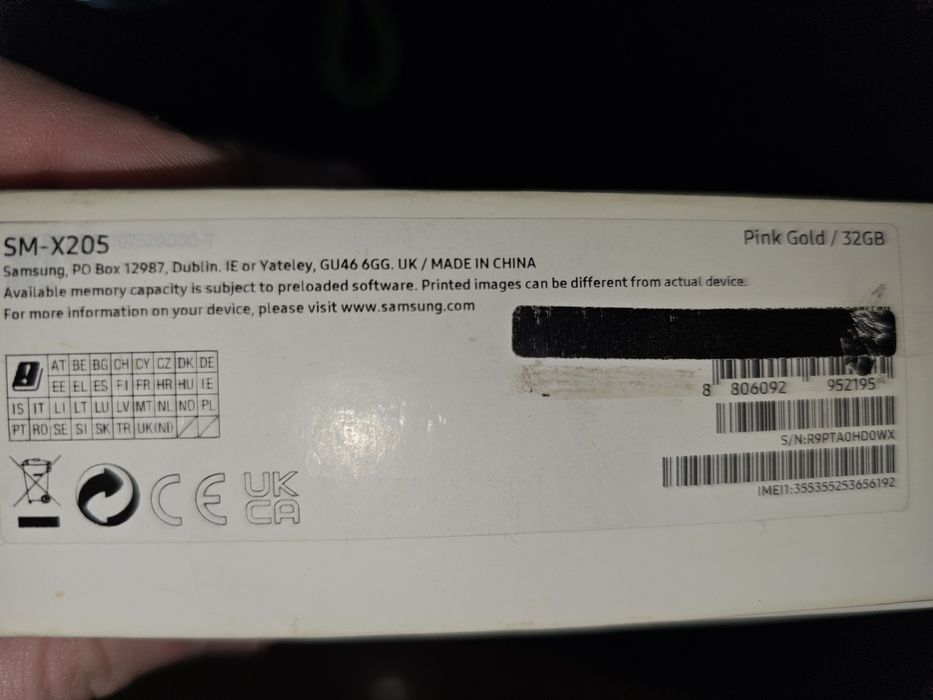 SM-X205
Pink Gold / 32GB
Samsung, PO Box 12987, Dublin. IE or Yateley, GU46 6GG. UK / MADE IN CHINA
Available memory capacity is subject to preloaded software. Printed images can be different from actual device.
For more information on your device, please visit www.samsung.com
AT BE BG CH CY CZ DK DE
EE EL ES FI FR HR HU IE
IS IT LI LT LU LV MT NL NO PL
PT RO SE SI SK TR UK(NI)
8 806092 952195
S/N:R9PTA0HD0WX
IMEI1:355355253656192
CE
UK
CA